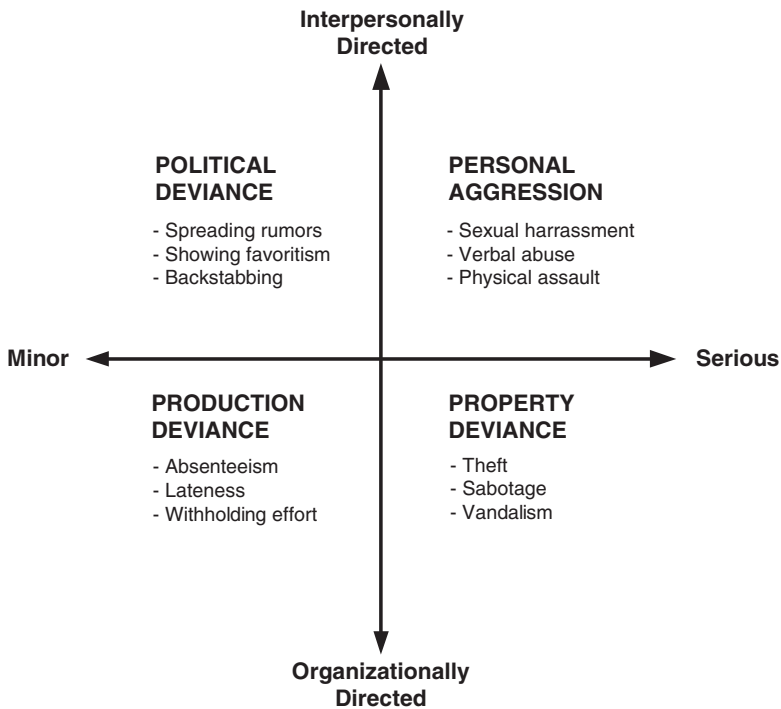 Interpersonally
Directed
POLITICAL
DEVIANCE
- Spreading rumors
- Showing favoritism
- Backstabbing
PERSONAL
AGGRESSION
- Sexual harrassment
- Verbal abuse
- Physical assault
Minor
Serious
PRODUCTION
DEVIANCE
- Absenteeism
- Lateness
- Withholding effort
PROPERTY
DEVIANCE
- Theft
- Sabotage
- Vandalism
Organizationally
Directed